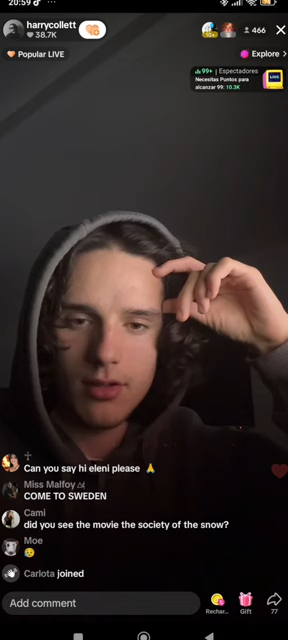 20:59
harrycollett
38.7K
10+
466
Popular LIVE
Explore >
99+ | Espectadores
Necesitas Puntos para
alcanzar 99: 10.3K
LIVE
Can you say hi eleni please 🙏
Miss Malfoy
COME TO SWEDEN
Cami
did you see the movie the society of the snow?
Moe
😢
Carlota joined
Add comment
Rechar...
Gift
77